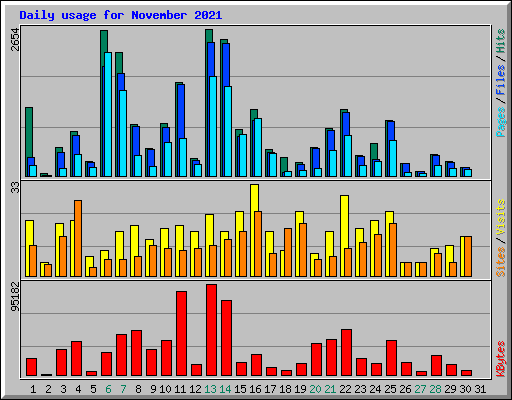 Daily usage for November 2021
2654
Pages / Files / Hits
33
Sites / Visits
95182
KBytes
1 2 3 4 5 6 7 8 9 10 11 12 13 14 15 16 17 18 19 20 21 22 23 24 25 26 27 28 29 30 31